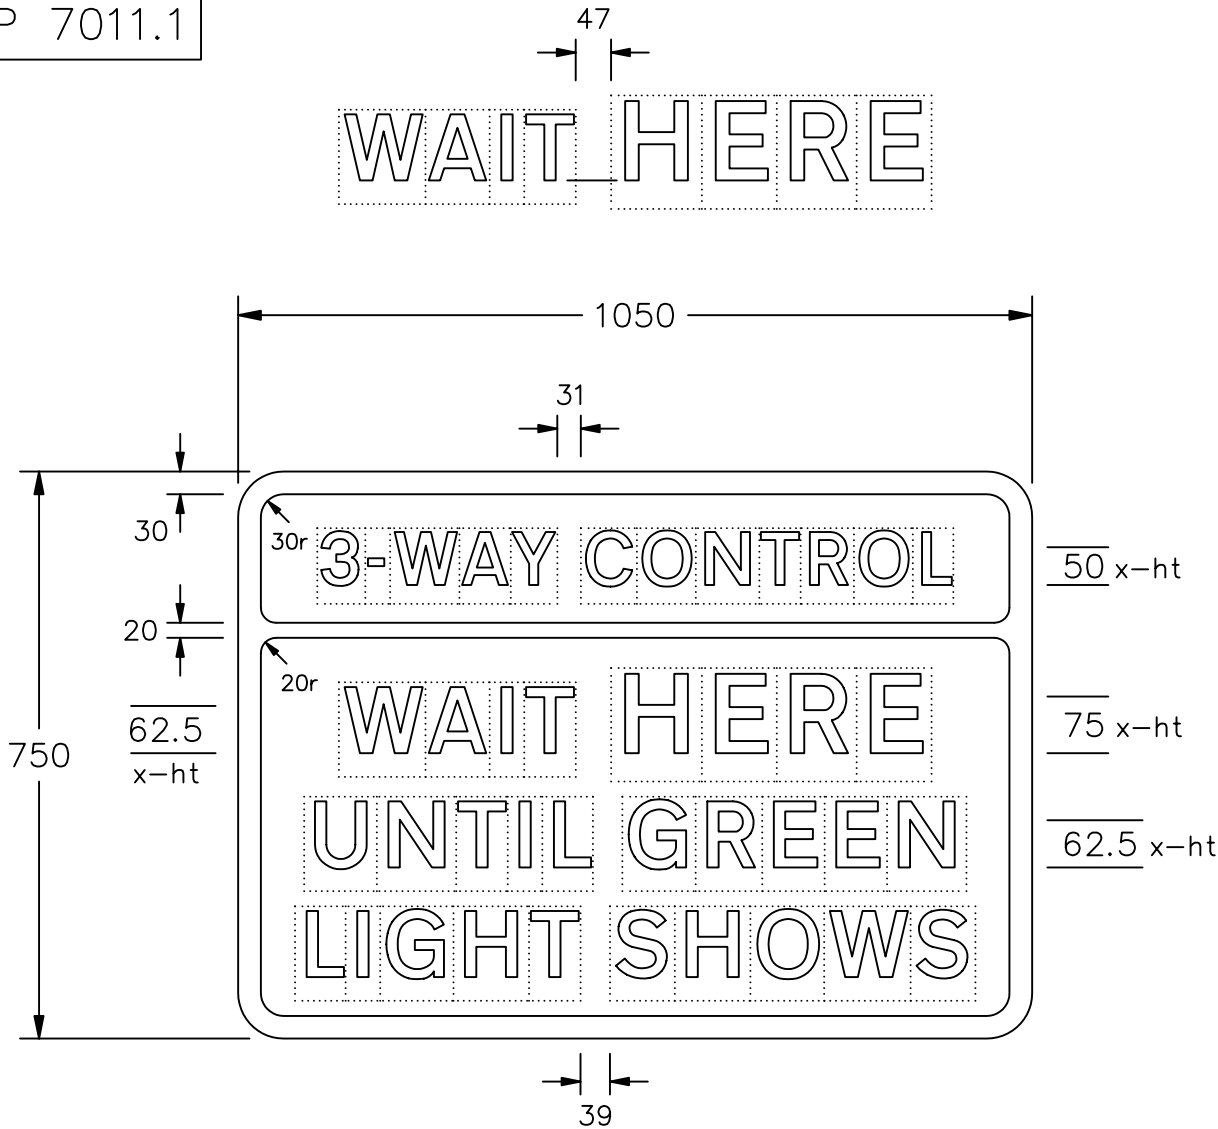 P 7011.1
47
WAIT HERE
1050
31
30
30r
3-WAY CONTROL
50 x-ht
20
20r
WAIT HERE
62.5
x-ht
75 x-ht
750
UNTIL GREEN
62.5 x-ht
LIGHT SHOWS
39